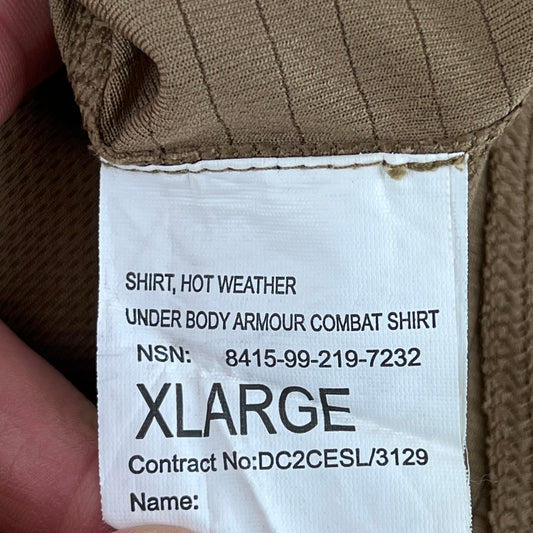 SHIRT, HOT WEATHER
UNDER BODY ARMOUR COMBAT SHIRT
NSN: 8415-99-219-7232
XLARGE
Contract No:DC2CESL/3129
Name: